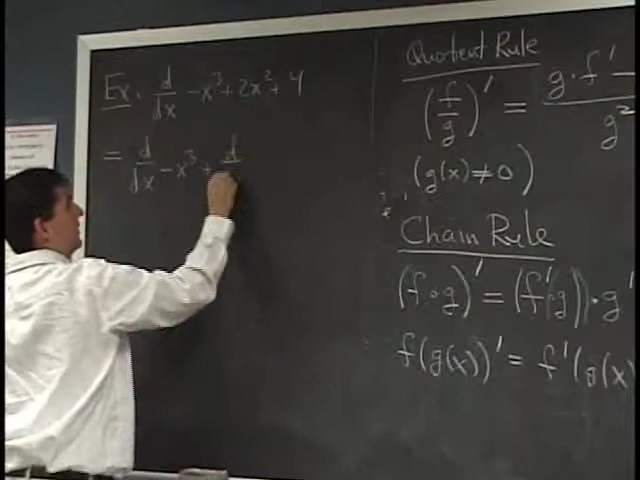 Ex. d/dx -x³+2x²+4
= d/dx -x³+ d
Quotient Rule
(f/g)' = g·f' - / g²
(g(x)≠0)
Chain Rule
(f∘g)' = (f'(g))·g'
f(g(x))' = f'(g(x)